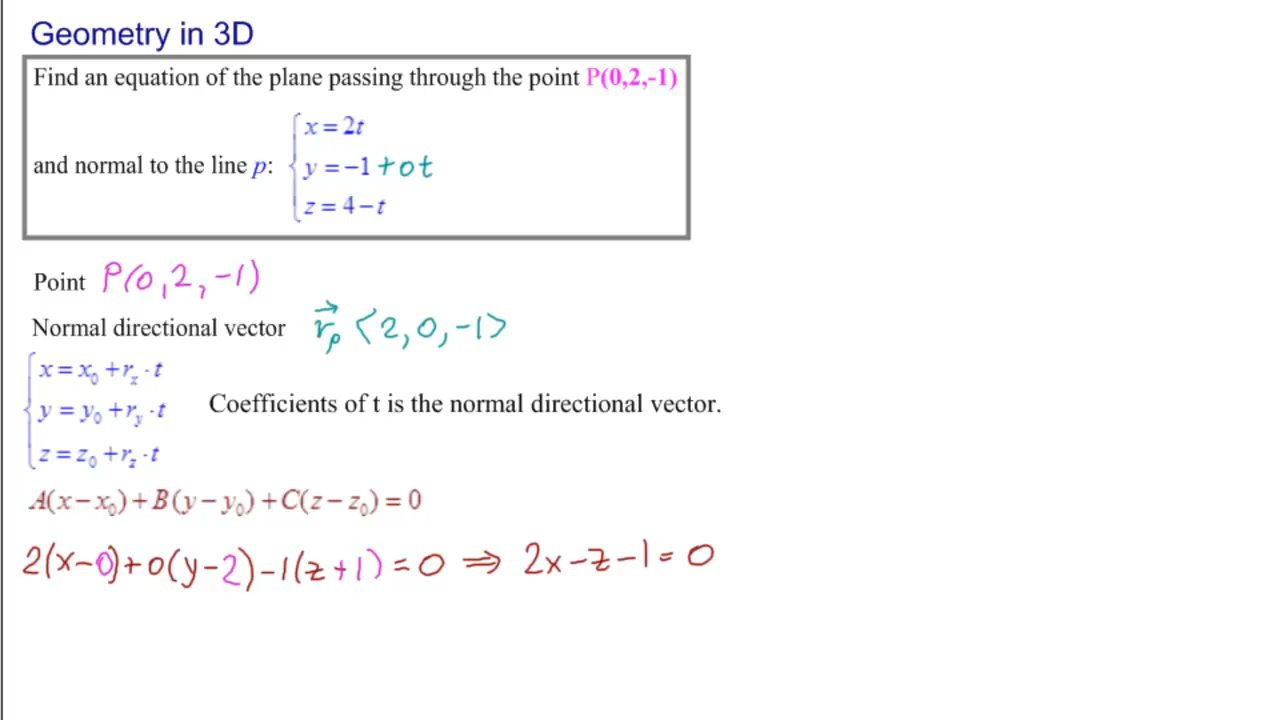 Geometry in 3D
Find an equation of the plane passing through the point P(0,2,-1)
x = 2t
and normal to the line p: y = -1 + 0t
z = 4 - t
Point P(0, 2, -1)
Normal directional vector r⃗ₚ <2, 0, -1>
x = x₀ + rₓ · t
y = y₀ + r_y · t
z = z₀ + r_z · t
Coefficients of t is the normal directional vector.
A(x - x₀) + B(y - y₀) + C(z - z₀) = 0
2(x - 0) + 0(y - 2) - 1(z + 1) = 0 ⇒ 2x - z - 1 = 0